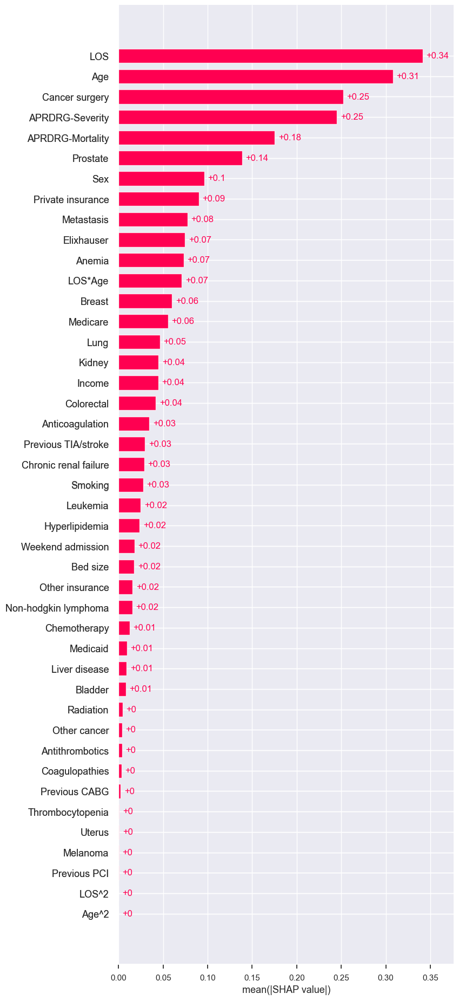 LOS +0.34
Age +0.31
Cancer surgery +0.25
APRDRG-Severity +0.25
APRDRG-Mortality +0.18
Prostate +0.14
Sex +0.1
Private insurance +0.09
Metastasis +0.08
Elixhauser +0.07
Anemia +0.07
LOS*Age +0.07
Breast +0.06
Medicare +0.06
Lung +0.05
Kidney +0.04
Income +0.04
Colorectal +0.04
Anticoagulation +0.03
Previous TIA/stroke +0.03
Chronic renal failure +0.03
Smoking +0.03
Leukemia +0.02
Hyperlipidemia +0.02
Weekend admission +0.02
Bed size +0.02
Other insurance +0.02
Non-hodgkin lymphoma +0.02
Chemotherapy +0.01
Medicaid +0.01
Liver disease +0.01
Bladder +0.01
Radiation +0
Other cancer +0
Antithrombotics +0
Coagulopathies +0
Previous CABG +0
Thrombocytopenia +0
Uterus +0
Melanoma +0
Previous PCI +0
LOS^2 +0
Age^2 +0
0.00 0.05 0.10 0.15 0.20 0.25 0.30 0.35
mean(|SHAP value|)